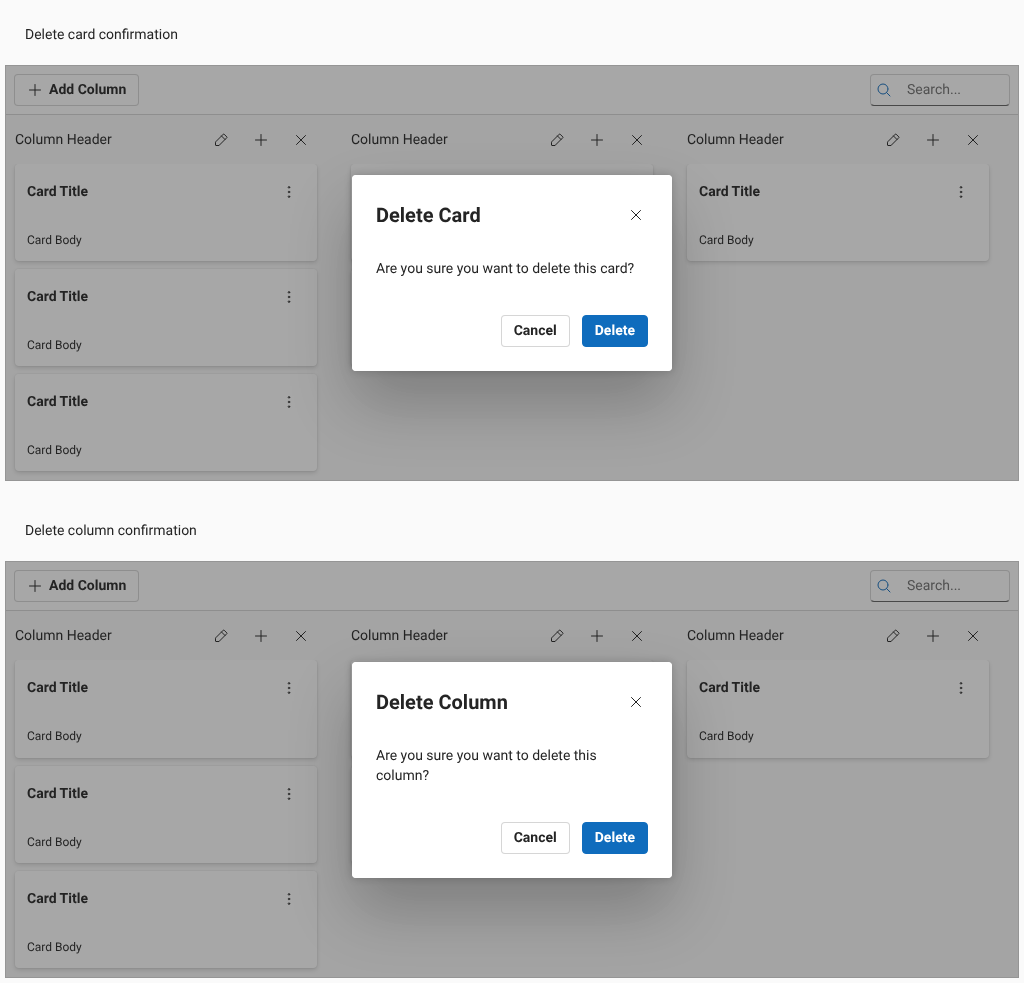 Delete card confirmation
Add Column
Search...
Column Header
Column Header
Column Header
Card Title
Card Body
Card Title
Card Body
Card Title
Card Body
Delete Card
Are you sure you want to delete this card?
Cancel
Delete
Card Title
Card Body
Delete column confirmation
Add Column
Search...
Column Header
Column Header
Column Header
Card Title
Card Body
Card Title
Card Body
Card Title
Card Body
Delete Column
Are you sure you want to delete this
column?
Cancel
Delete
Card Title
Card Body